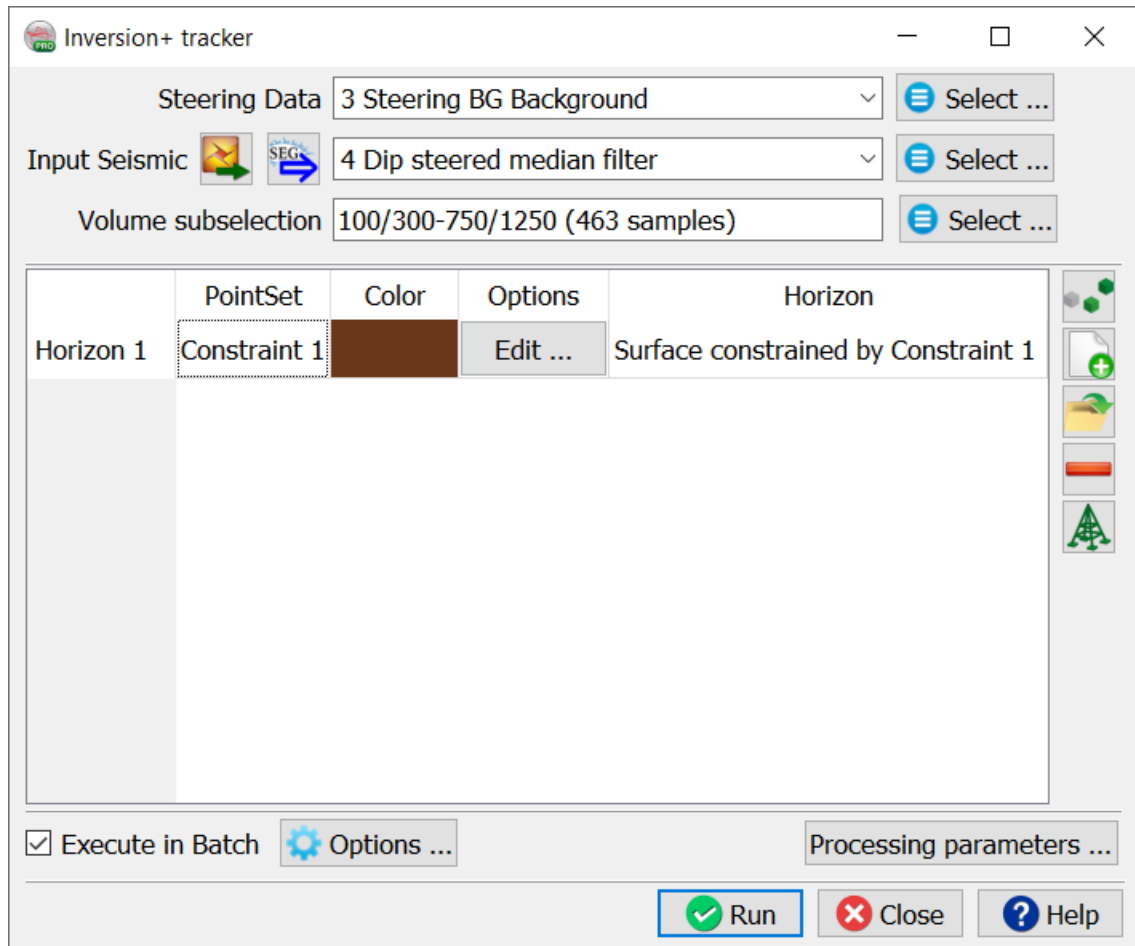 Inversion+ tracker
Steering Data 3 Steering BG Background Select ...
Input Seismic SEG 4 Dip steered median filter Select ...
Volume subselection 100/300-750/1250 (463 samples) Select ...
PointSet Color Options Horizon
Horizon 1 Constraint 1 Edit ... Surface constrained by Constraint 1
Execute in Batch Options ... Processing parameters ...
Run Close Help